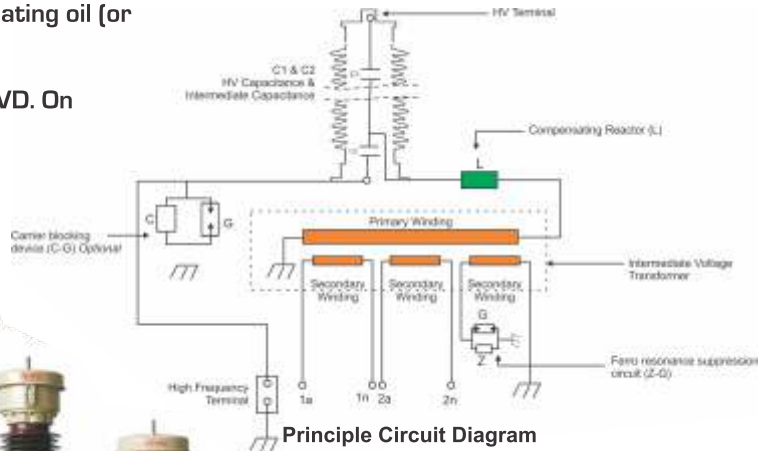 ating oil (or
VD. On
HV Terminal
C1 & C2
HV Capacitance &
Intermediate Capacitance
Compensating Reactor (L)
L
Primary Winding
C
G
Carrier blocking
device (C-G) Optional
Intermediate Voltage
Transformer
Secondary
Winding
Secondary
Winding
Secondary
Winding
G
Z
Ferro resonance suppression
circuit (Z-G)
High Frequency
Terminal
1a
1n
2a
2n
Principle Circuit Diagram